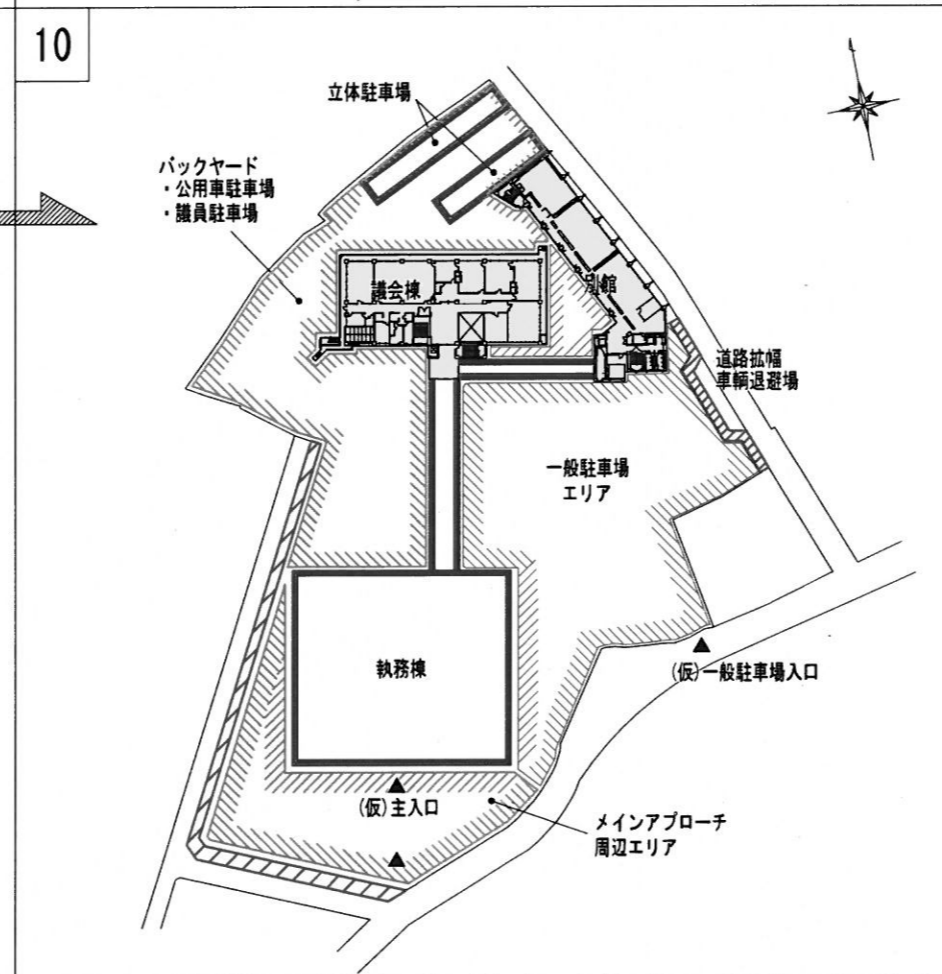 10
立体駐車場
バックヤード
・公用車駐車場
・議員駐車場
議会棟
別館
道路拡幅
車輌退避場
一般駐車場
エリア
執務棟
(仮)一般駐車場入口
(仮)主入口
メインアプローチ
周辺エリア